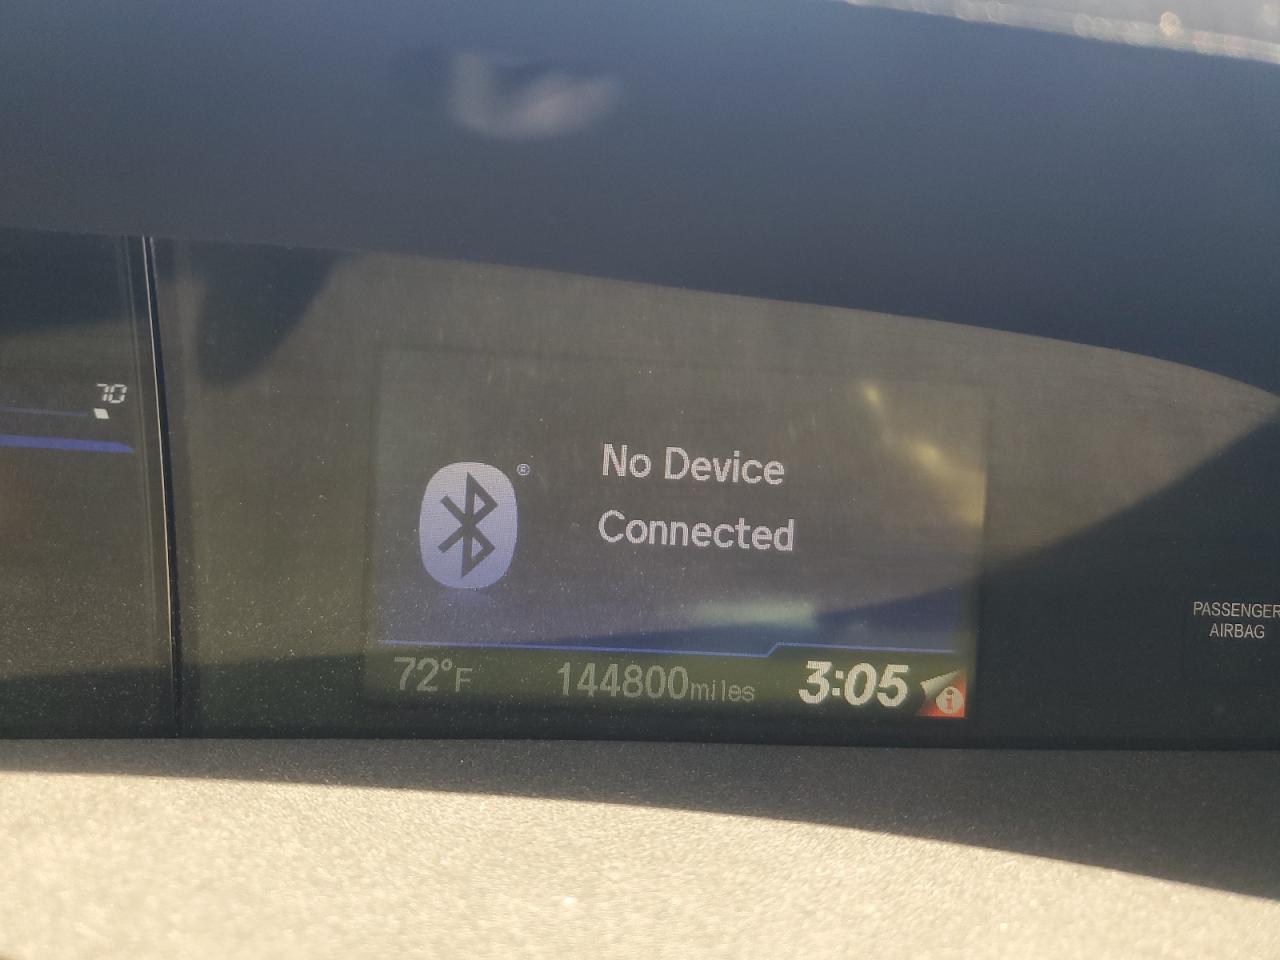 70
®
No Device
Connected
72°F 144800miles 3:05 i
PASSENGER
AIRBAG